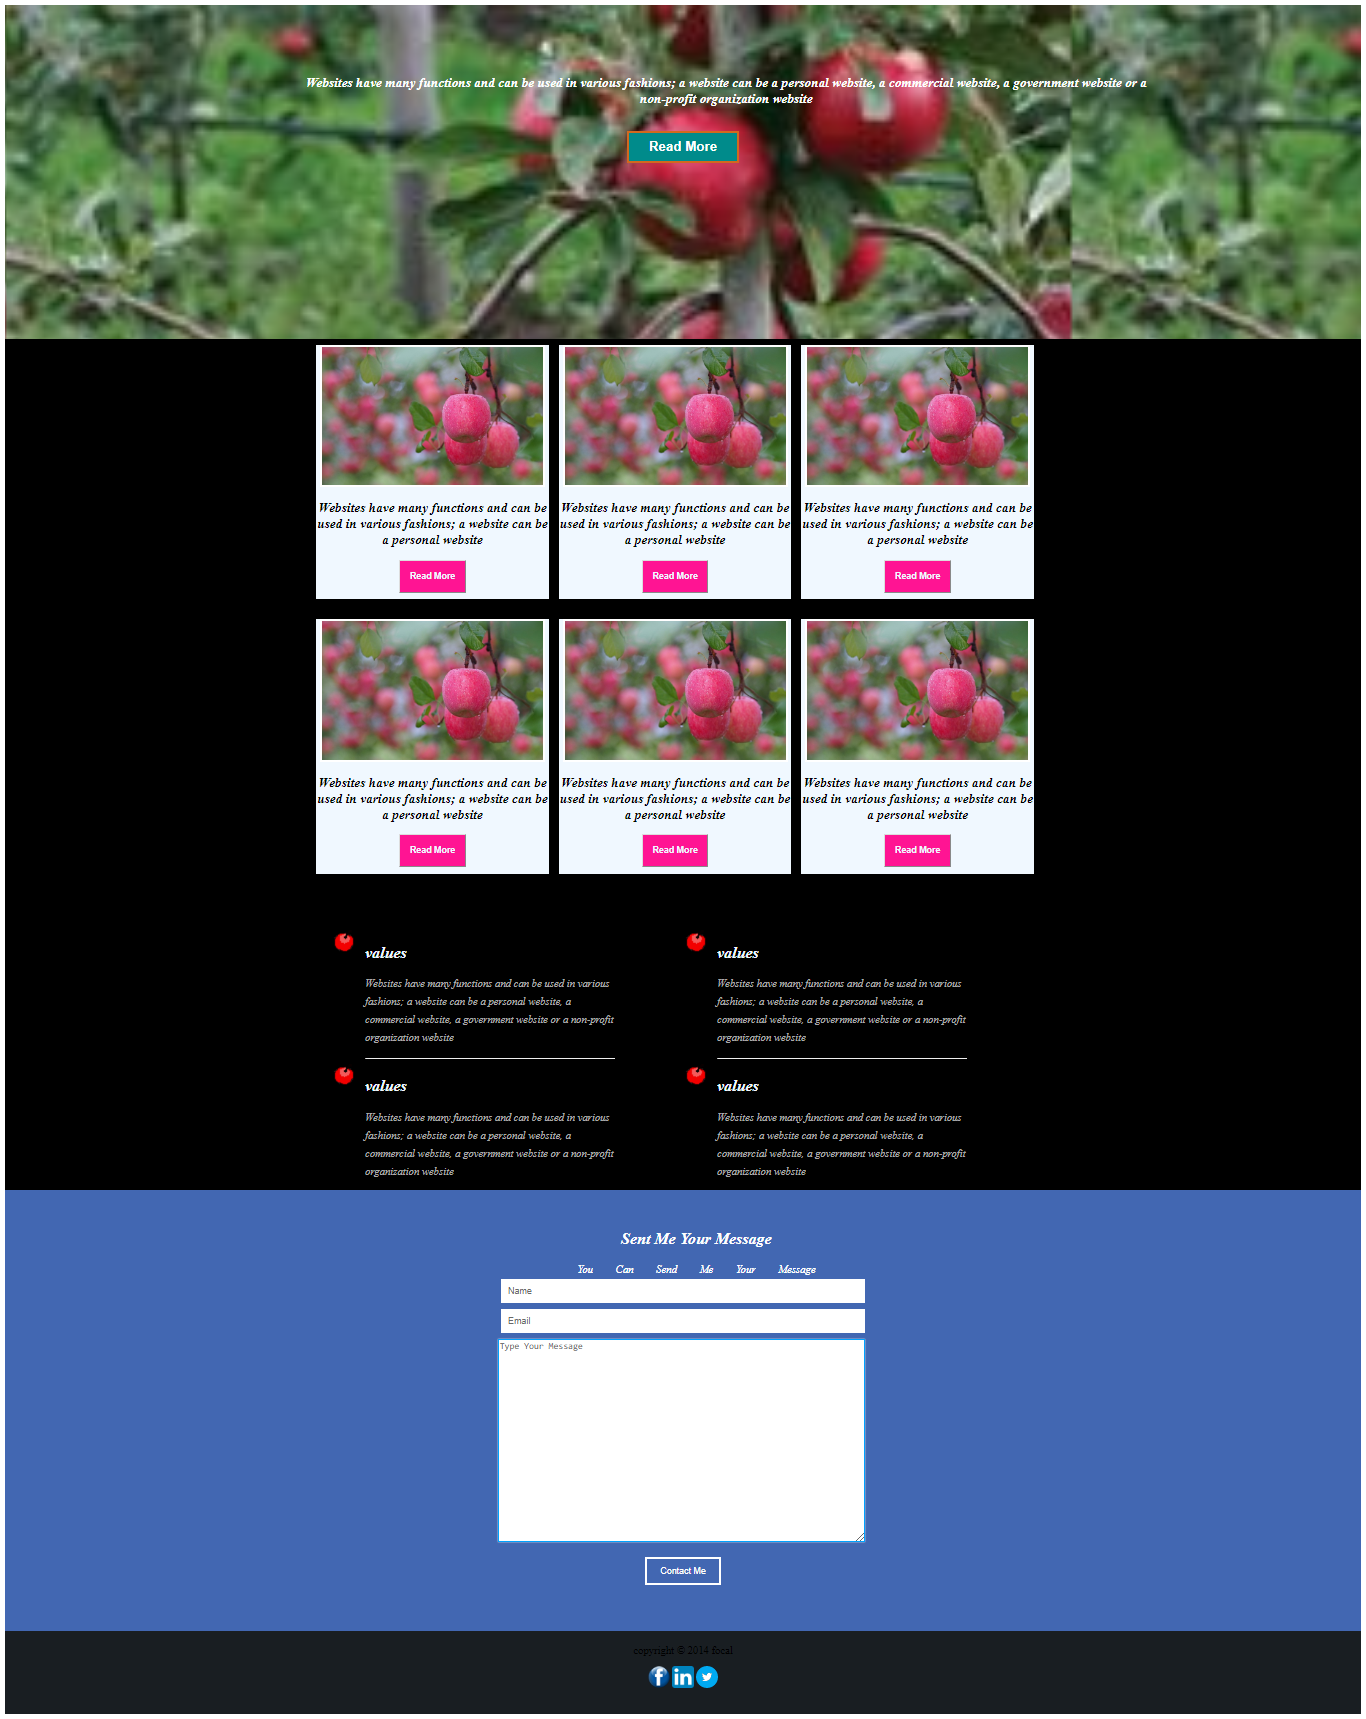 Websites have many functions and can be used in various fashions; a website can be a personal website, a commercial website, a government website or a
non-profit organization website
Read More
Websites have many functions and can be
used in various fashions; a website can be
a personal website
Read More
Websites have many functions and can be
used in various fashions; a website can be
a personal website
Read More
Websites have many functions and can be
used in various fashions; a website can be
a personal website
Read More
Websites have many functions and can be
used in various fashions; a website can be
a personal website
Read More
Websites have many functions and can be
used in various fashions; a website can be
a personal website
Read More
Websites have many functions and can be
used in various fashions; a website can be
a personal website
Read More
values
Websites have many functions and can be used in various
fashions; a website can be a personal website, a
commercial website, a government website or a non-profit
organization website
values
Websites have many functions and can be used in various
fashions; a website can be a personal website, a
commercial website, a government website or a non-profit
organization website
values
Websites have many functions and can be used in various
fashions; a website can be a personal website, a
commercial website, a government website or a non-profit
organization website
values
Websites have many functions and can be used in various
fashions; a website can be a personal website, a
commercial website, a government website or a non-profit
organization website
Sent Me Your Message
You Can Send Me Your Message
Name
Email
Type Your Message
Contact Me
copyright © 2014 focal
f in